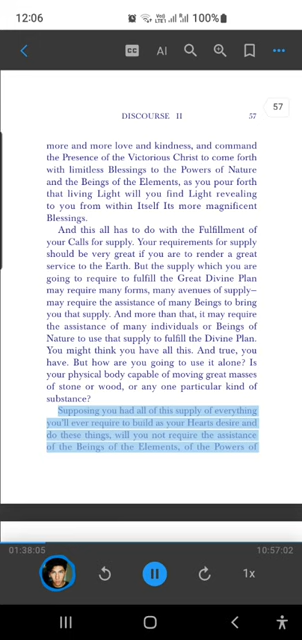 12:06
100%
CC
AI
57
DISCOURSE II 57
more and more love and kindness, and command
the Presence of the Victorious Christ to come forth
with limitless Blessings to the Powers of Nature
and the Beings of the Elements, as you pour forth
that living Light will you find Light revealing
to you from within Itself Its more magnificent
Blessings.
And this all has to do with the Fulfillment of
your Calls for supply. Your requirements for supply
should be very great if you are to render a great
service to the Earth. But the supply which you are
going to require to fulfill the Great Divine Plan
may require many forms, many avenues of supply—
may require the assistance of many Beings to bring
you that supply. And more than that, it may require
the assistance of many individuals or Beings of
Nature to use that supply to fulfill the Divine Plan.
You might think you have all this. And true, you
have. But how are you going to use it alone? Is
your physical body capable of moving great masses
of stone or wood, or any one particular kind of
substance?
Supposing you had all of this supply of everything
you'll ever require to build as your Hearts desire and
do these things, will you not require the assistance
of the Beings of the Elements, of the Powers of
01:38:05 10:57:02
1x